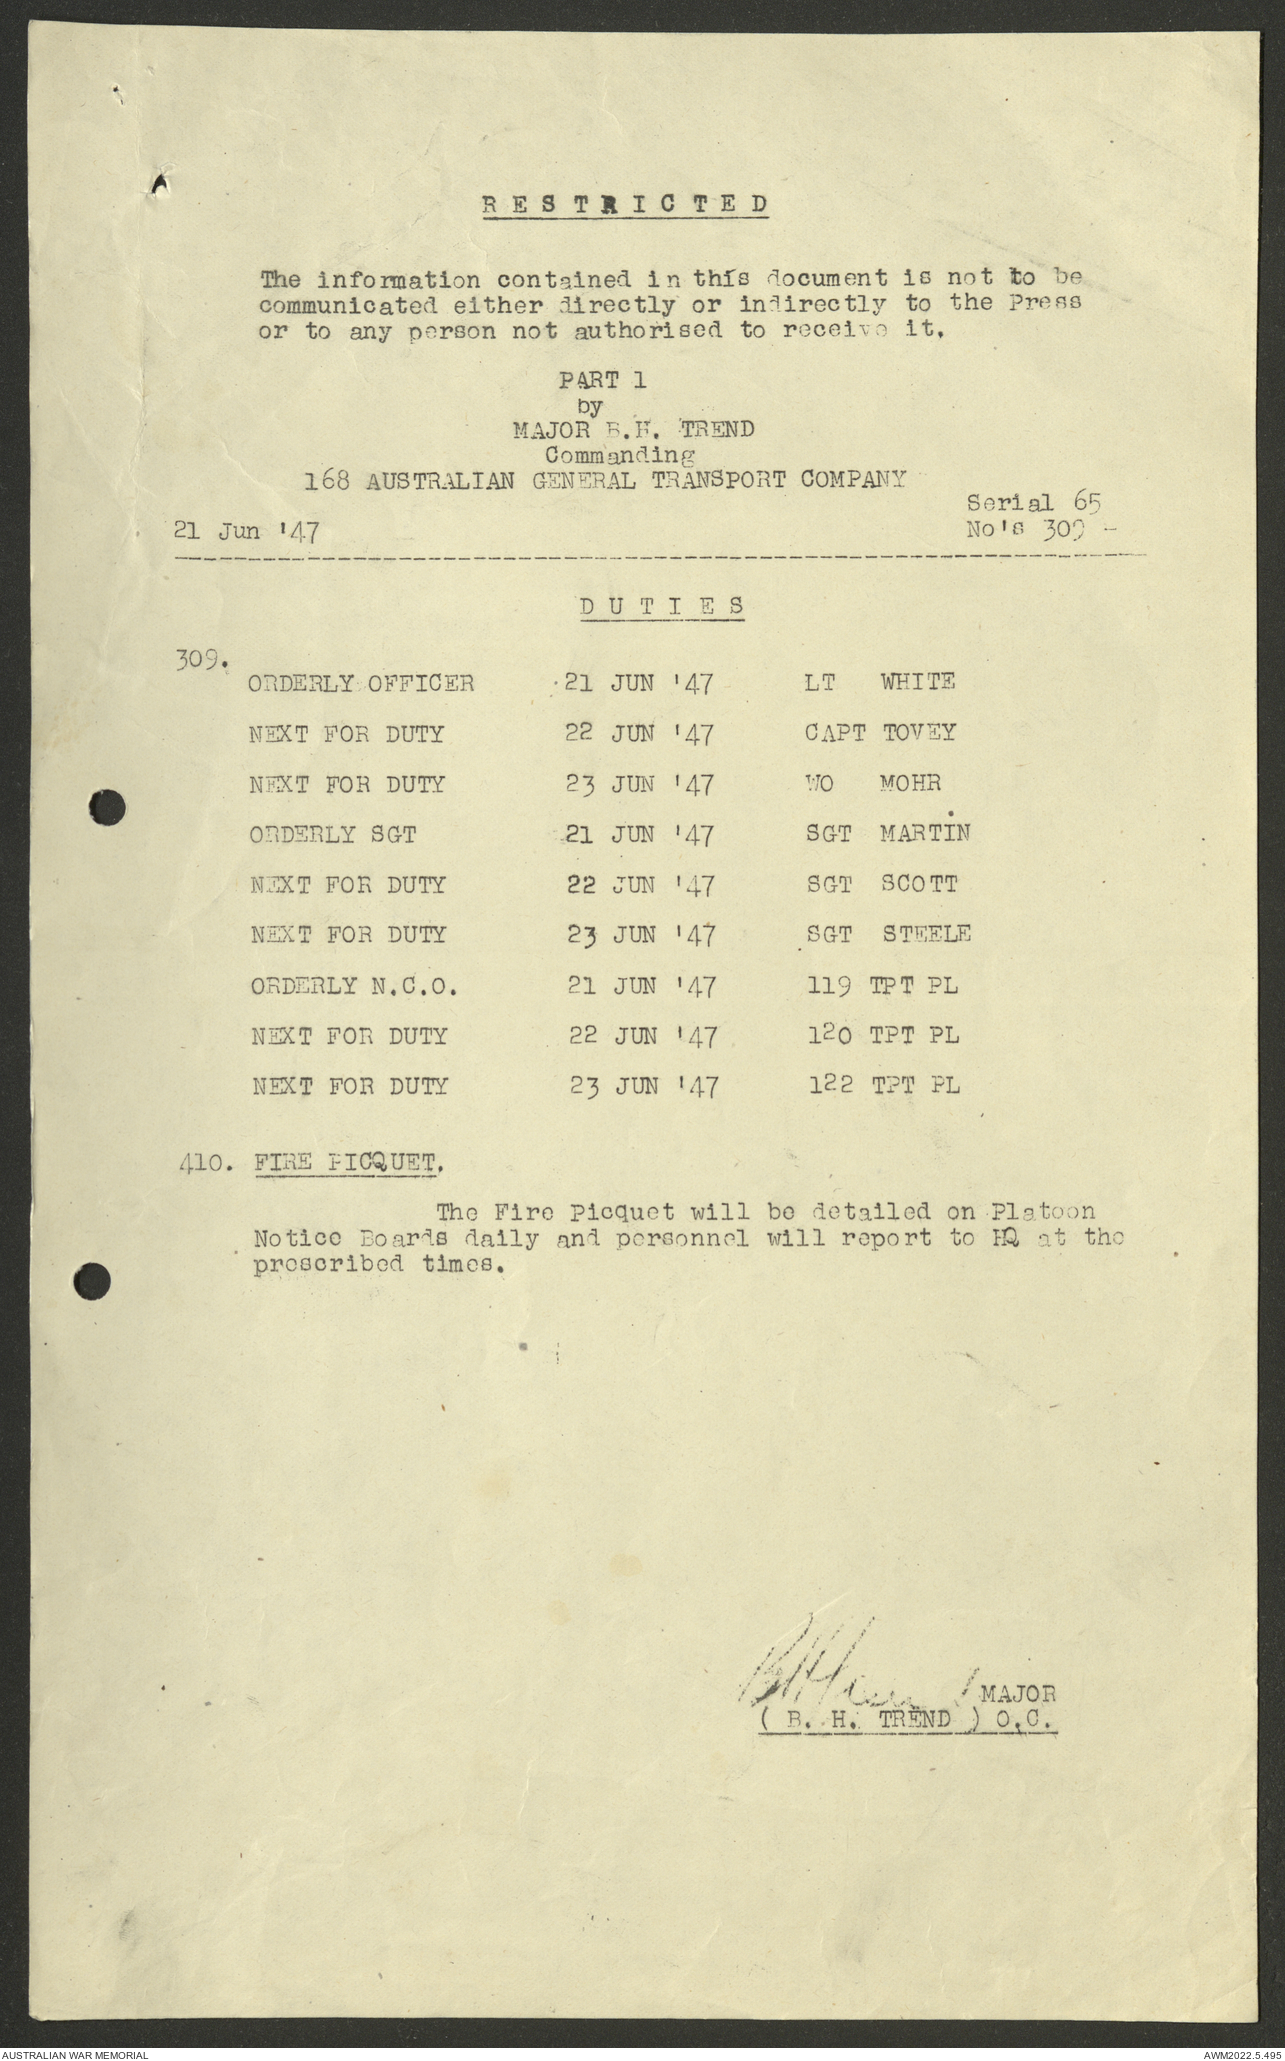 R E S T R I C T E D
The information contained in this document is not to be
communicated either directly or indirectly to the Press
or to any person not authorised to receive it.
PART 1
by
MAJOR B.H. TREND
Commanding
168 AUSTRALIAN GENERAL TRANSPORT COMPANY
Serial 65
21 Jun '47 No's 309 -
D U T I E S
309.
ORDERLY OFFICER 21 JUN '47 LT WHITE
NEXT FOR DUTY 22 JUN '47 CAPT TOVEY
NEXT FOR DUTY 23 JUN '47 WO MOHR
ORDERLY SGT 21 JUN '47 SGT MARTIN
NEXT FOR DUTY 22 JUN '47 SGT SCOTT
NEXT FOR DUTY 23 JUN '47 SGT STEELE
ORDERLY N.C.O. 21 JUN '47 119 TPT PL
NEXT FOR DUTY 22 JUN '47 120 TPT PL
NEXT FOR DUTY 23 JUN '47 122 TPT PL
410. FIRE PICQUET.
The Fire Picquet will be detailed on Platoon
Notice Boards daily and personnel will report to HQ at the
prescribed times.
MAJOR
( B. H. TREND ) O.C.
AUSTRALIAN WAR MEMORIAL AWM2022.5.495